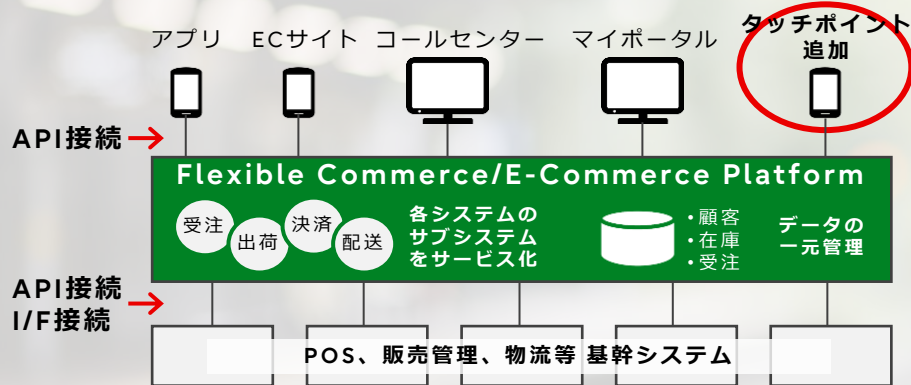 アプリ
ECサイト
コールセンター
マイポータル
タッチポイント
追加
API接続
Flexible Commerce/E-Commerce Platform
受注
出荷
決済
配送
各システムの
サブシステム
をサービス化
・顧客
・在庫
・受注
データの
一元管理
API接続
I/F接続
POS、販売管理、物流等 基幹システム